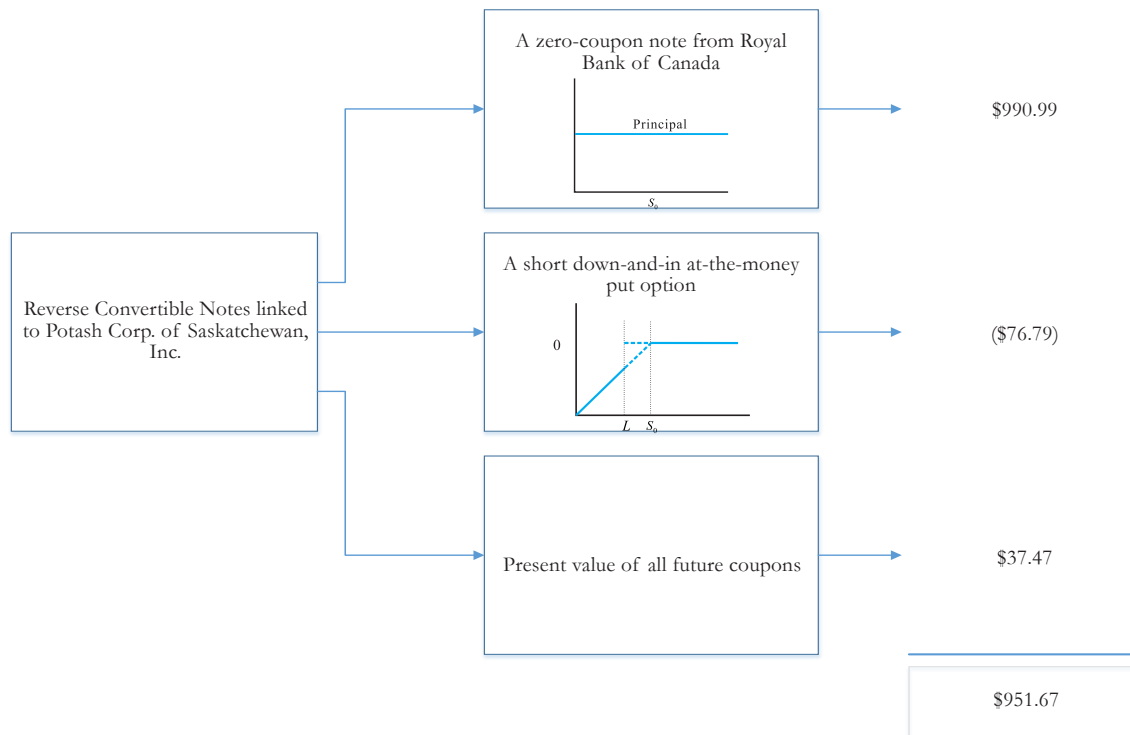 A zero-coupon note from Royal
Bank of Canada
Principal
S₀
$990.99
Reverse Convertible Notes linked
to Potash Corp. of Saskatchewan,
Inc.
A short down-and-in at-the-money
put option
0
L S₀
($76.79)
Present value of all future coupons
$37.47
$951.67